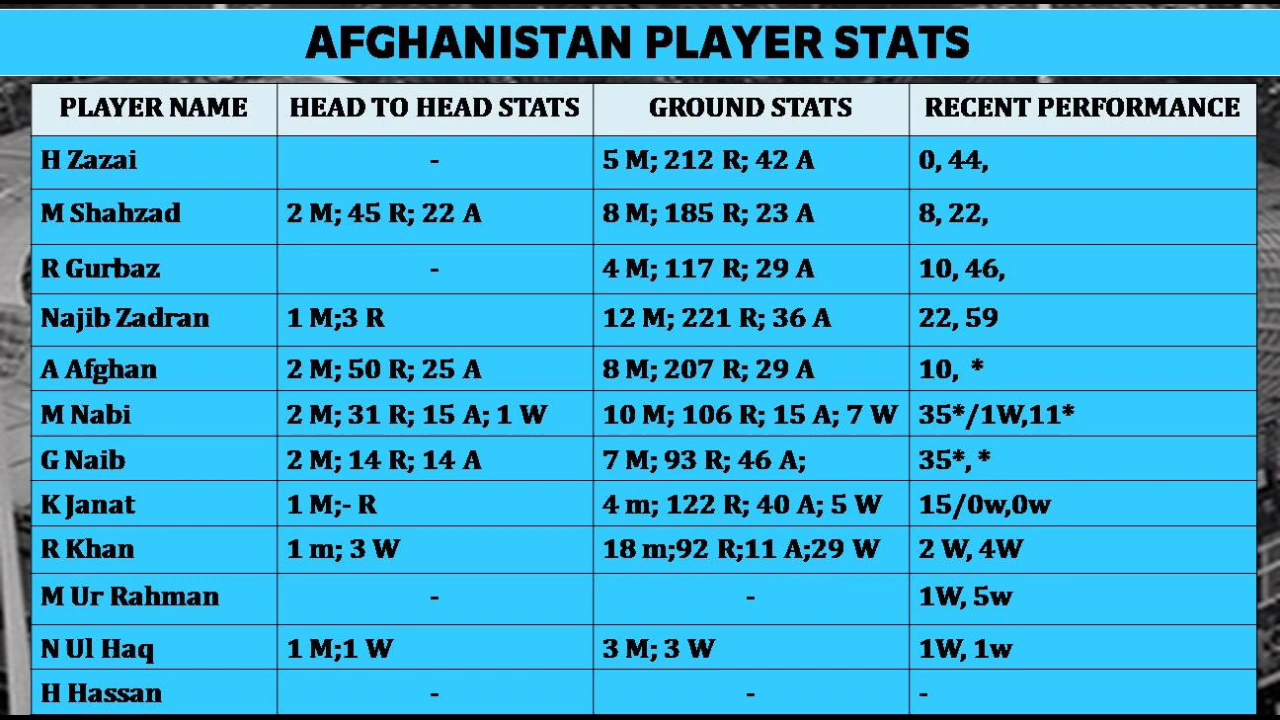 AFGHANISTAN PLAYER STATS
PLAYER NAME HEAD TO HEAD STATS GROUND STATS RECENT PERFORMANCE
H Zazai - 5 M; 212 R; 42 A 0, 44,
M Shahzad 2 M; 45 R; 22 A 8 M; 185 R; 23 A 8, 22,
R Gurbaz - 4 M; 117 R; 29 A 10, 46,
Najib Zadran 1 M;3 R 12 M; 221 R; 36 A 22, 59
A Afghan 2 M; 50 R; 25 A 8 M; 207 R; 29 A 10, *
M Nabi 2 M; 31 R; 15 A; 1 W 10 M; 106 R; 15 A; 7 W 35*/1W,11*
G Naib 2 M; 14 R; 14 A 7 M; 93 R; 46 A; 35*, *
K Janat 1 M;- R 4 m; 122 R; 40 A; 5 W 15/0w,0w
R Khan 1 m; 3 W 18 m;92 R;11 A;29 W 2 W, 4W
M Ur Rahman - - 1W, 5w
N Ul Haq 1 M;1 W 3 M; 3 W 1W, 1w
H Hassan - - -